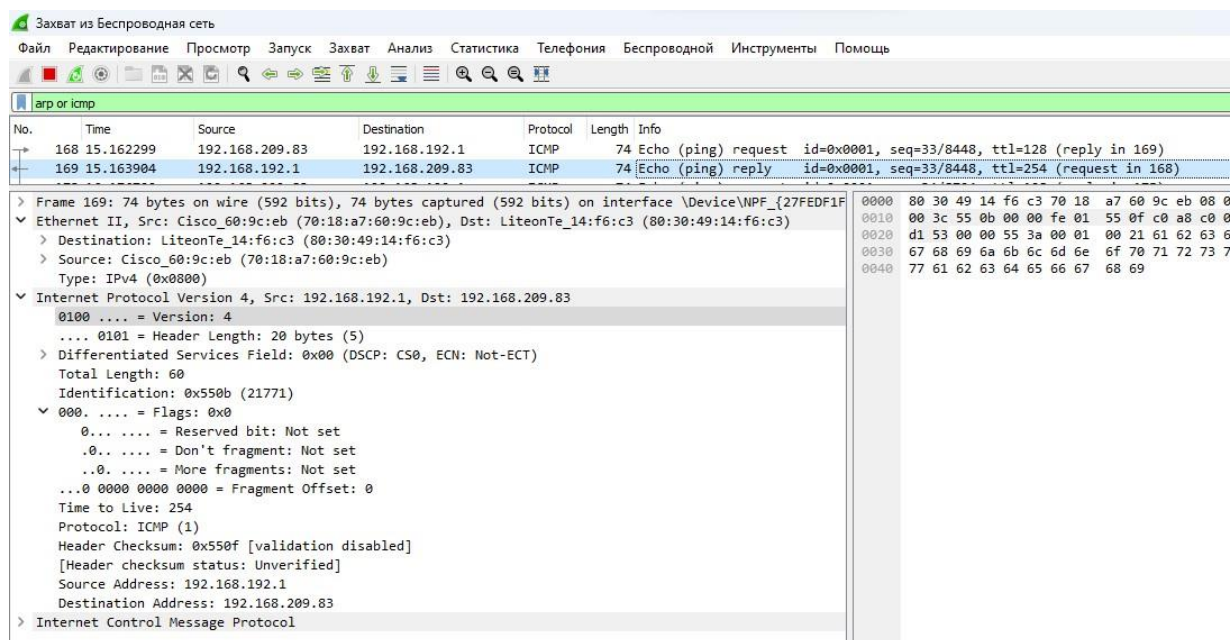 Захват из Беспроводная сеть
Файл Редактирование Просмотр Запуск Захват Анализ Статистика Телефония Беспроводной Инструменты Помощь
arp or icmp
No. Time Source Destination Protocol Length Info
168 15.162299 192.168.209.83 192.168.192.1 ICMP 74 Echo (ping) request id=0x0001, seq=33/8448, ttl=128 (reply in 169)
169 15.163904 192.168.192.1 192.168.209.83 ICMP 74 Echo (ping) reply id=0x0001, seq=33/8448, ttl=254 (request in 168)
Frame 169: 74 bytes on wire (592 bits), 74 bytes captured (592 bits) on interface \Device\NPF_{27FEDF1F
Ethernet II, Src: Cisco_60:9c:eb (70:18:a7:60:9c:eb), Dst: LiteonTe_14:f6:c3 (80:30:49:14:f6:c3)
Destination: LiteonTe_14:f6:c3 (80:30:49:14:f6:c3)
Source: Cisco_60:9c:eb (70:18:a7:60:9c:eb)
Type: IPv4 (0x0800)
Internet Protocol Version 4, Src: 192.168.192.1, Dst: 192.168.209.83
0100 .... = Version: 4
.... 0101 = Header Length: 20 bytes (5)
Differentiated Services Field: 0x00 (DSCP: CS0, ECN: Not-ECT)
Total Length: 60
Identification: 0x550b (21771)
000. .... = Flags: 0x0
0... .... = Reserved bit: Not set
.0.. .... = Don't fragment: Not set
..0. .... = More fragments: Not set
...0 0000 0000 0000 = Fragment Offset: 0
Time to Live: 254
Protocol: ICMP (1)
Header Checksum: 0x550f [validation disabled]
[Header checksum status: Unverified]
Source Address: 192.168.192.1
Destination Address: 192.168.209.83
Internet Control Message Protocol
0000 80 30 49 14 f6 c3 70 18 a7 60 9c eb 08 0
0010 00 3c 55 0b 00 00 fe 01 55 0f c0 a8 c0 0
0020 d1 53 00 00 55 3a 00 01 00 21 61 62 63 6
0030 67 68 69 6a 6b 6c 6d 6e 6f 70 71 72 73 7
0040 77 61 62 63 64 65 66 67 68 69